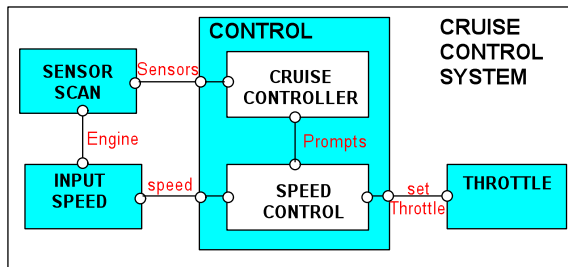 CONTROL
CRUISE
CONTROL
SYSTEM
SENSOR
SCAN
Sensors
CRUISE
CONTROLLER
Engine
Prompts
INPUT
SPEED
speed
SPEED
CONTROL
set
Throttle
THROTTLE